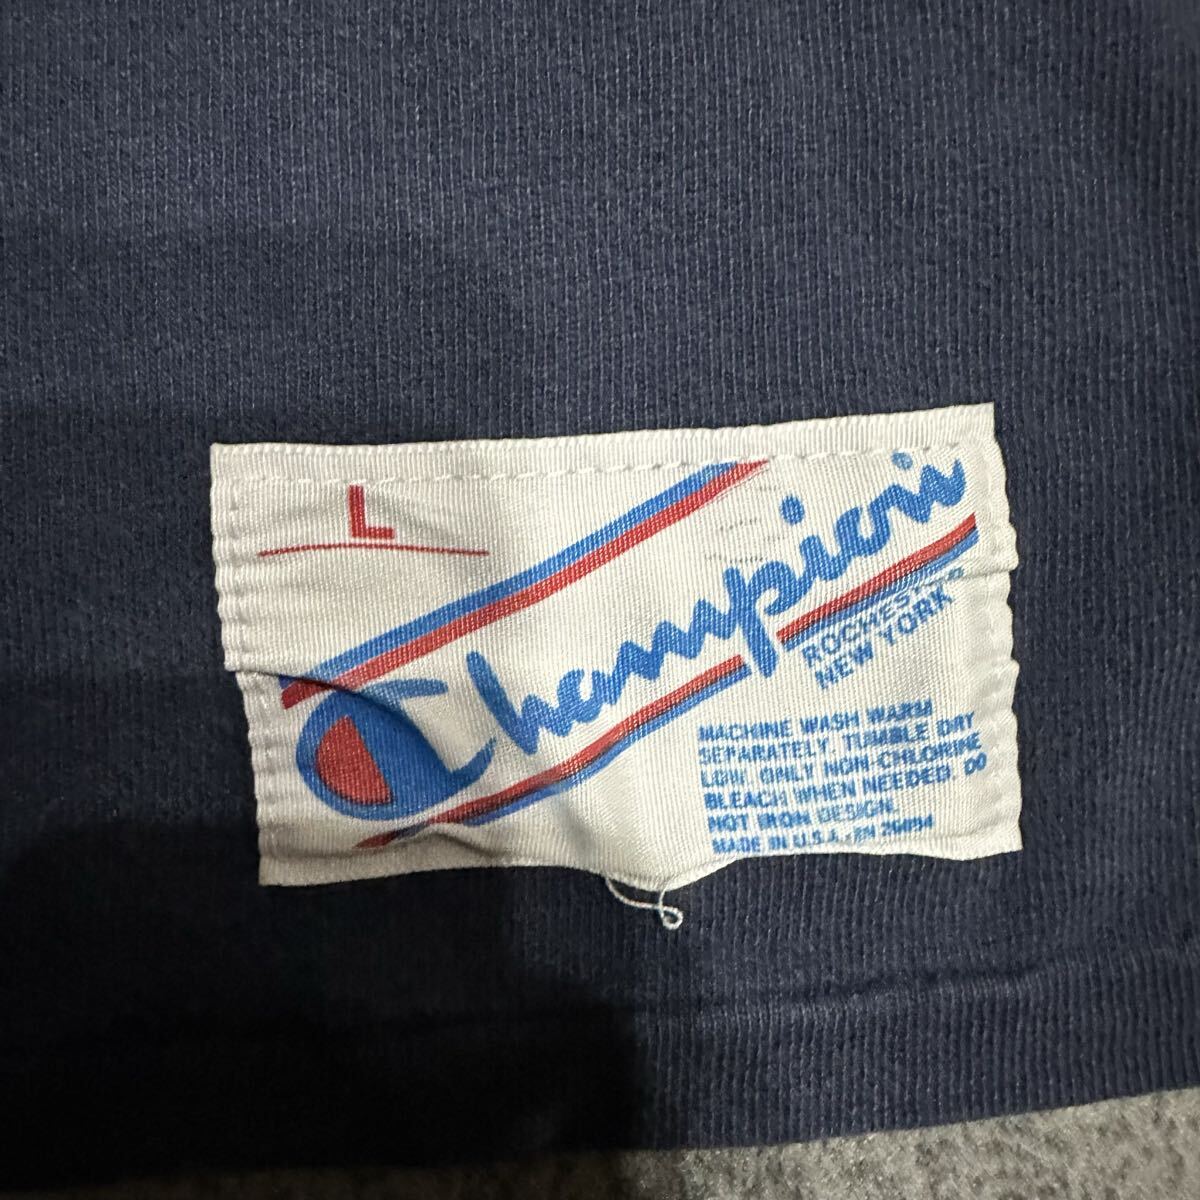 L
Champion
ROCHESTER
NEW YORK
MACHINE WASH WARM
SEPARATELY. TUMBLE DRY
LOW. ONLY NON-CHLORINE
BLEACH WHEN NEEDED. DO
NOT IRON DESIGN.
MADE IN U.S.A.